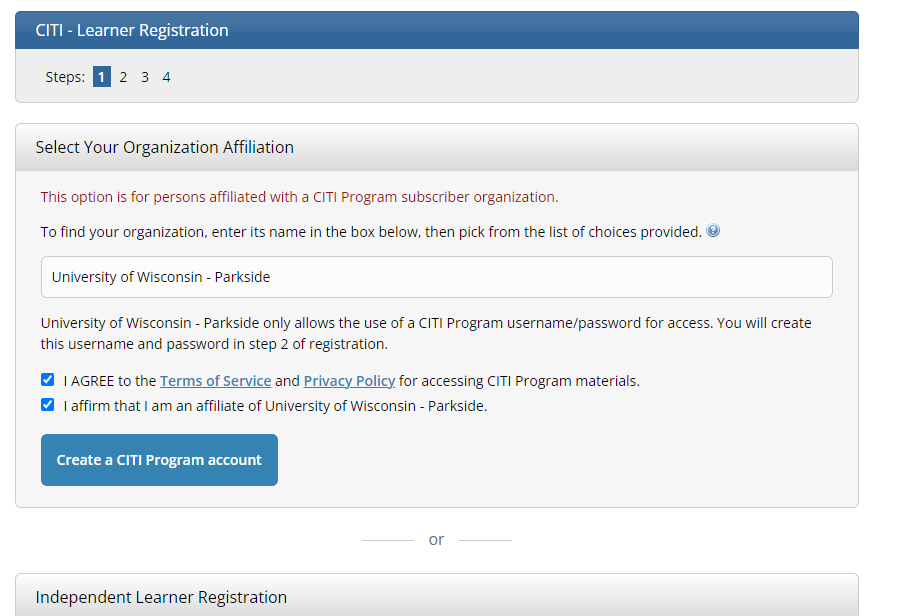 CITI - Learner Registration
Steps: 1 2 3 4
Select Your Organization Affiliation
This option is for persons affiliated with a CITI Program subscriber organization.
To find your organization, enter its name in the box below, then pick from the list of choices provided.
University of Wisconsin - Parkside
University of Wisconsin - Parkside only allows the use of a CITI Program username/password for access. You will create
this username and password in step 2 of registration.
I AGREE to the Terms of Service and Privacy Policy for accessing CITI Program materials.
I affirm that I am an affiliate of University of Wisconsin - Parkside.
Create a CITI Program account
or
Independent Learner Registration